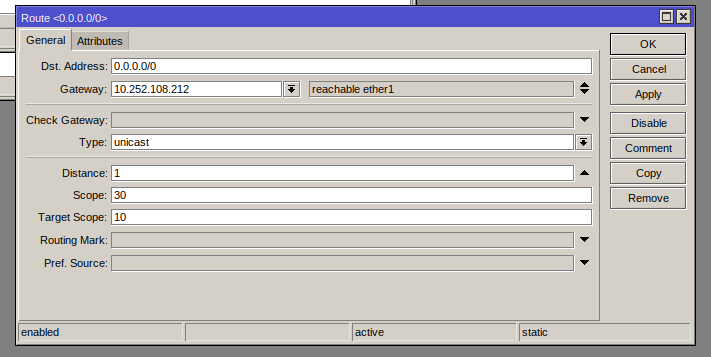 Route <0.0.0.0/0>
General Attributes
Dst. Address: 0.0.0.0/0
Gateway: 10.252.108.212 reachable ether1
Check Gateway:
Type: unicast
Distance: 1
Scope: 30
Target Scope: 10
Routing Mark:
Pref. Source:
OK
Cancel
Apply
Disable
Comment
Copy
Remove
enabled active static